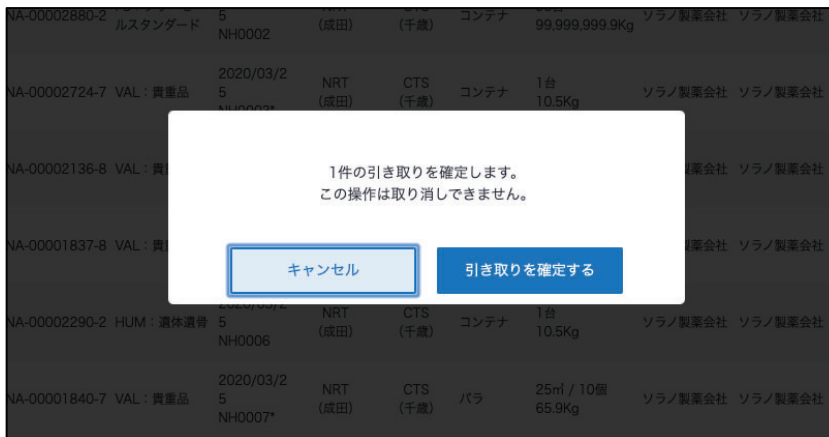 NA-00002880-2 ルスタンダード 5 NH0002 (成田) (千歳) コンテナ 99,999,999.9Kg ソラノ製薬会社 ソラノ製薬会社
NA-00002724-7 VAL：貴重品 2020/03/2 5 NRT (成田) CTS (千歳) コンテナ 1台 10.5Kg ソラノ製薬会社 ソラノ製薬会社
NA-00002136-8 VAL：貴 製薬会社 ソラノ製薬会社
1件の引き取りを確定します。
この操作は取り消しできません。
NA-00001837-8 VAL：貴 製薬会社 ソラノ製薬会社
キャンセル 引き取りを確定する
NA-00002290-2 HUM：遺体遺骨 5 NH0006 NRT (成田) CTS (千歳) コンテナ 1台 10.5Kg ソラノ製薬会社 ソラノ製薬会社
NA-00001840-7 VAL：貴重品 2020/03/2 5 NH0007* NRT (成田) CTS (千歳) バラ 25㎡ / 10個 65.9Kg ソラノ製薬会社 ソラノ製薬会社